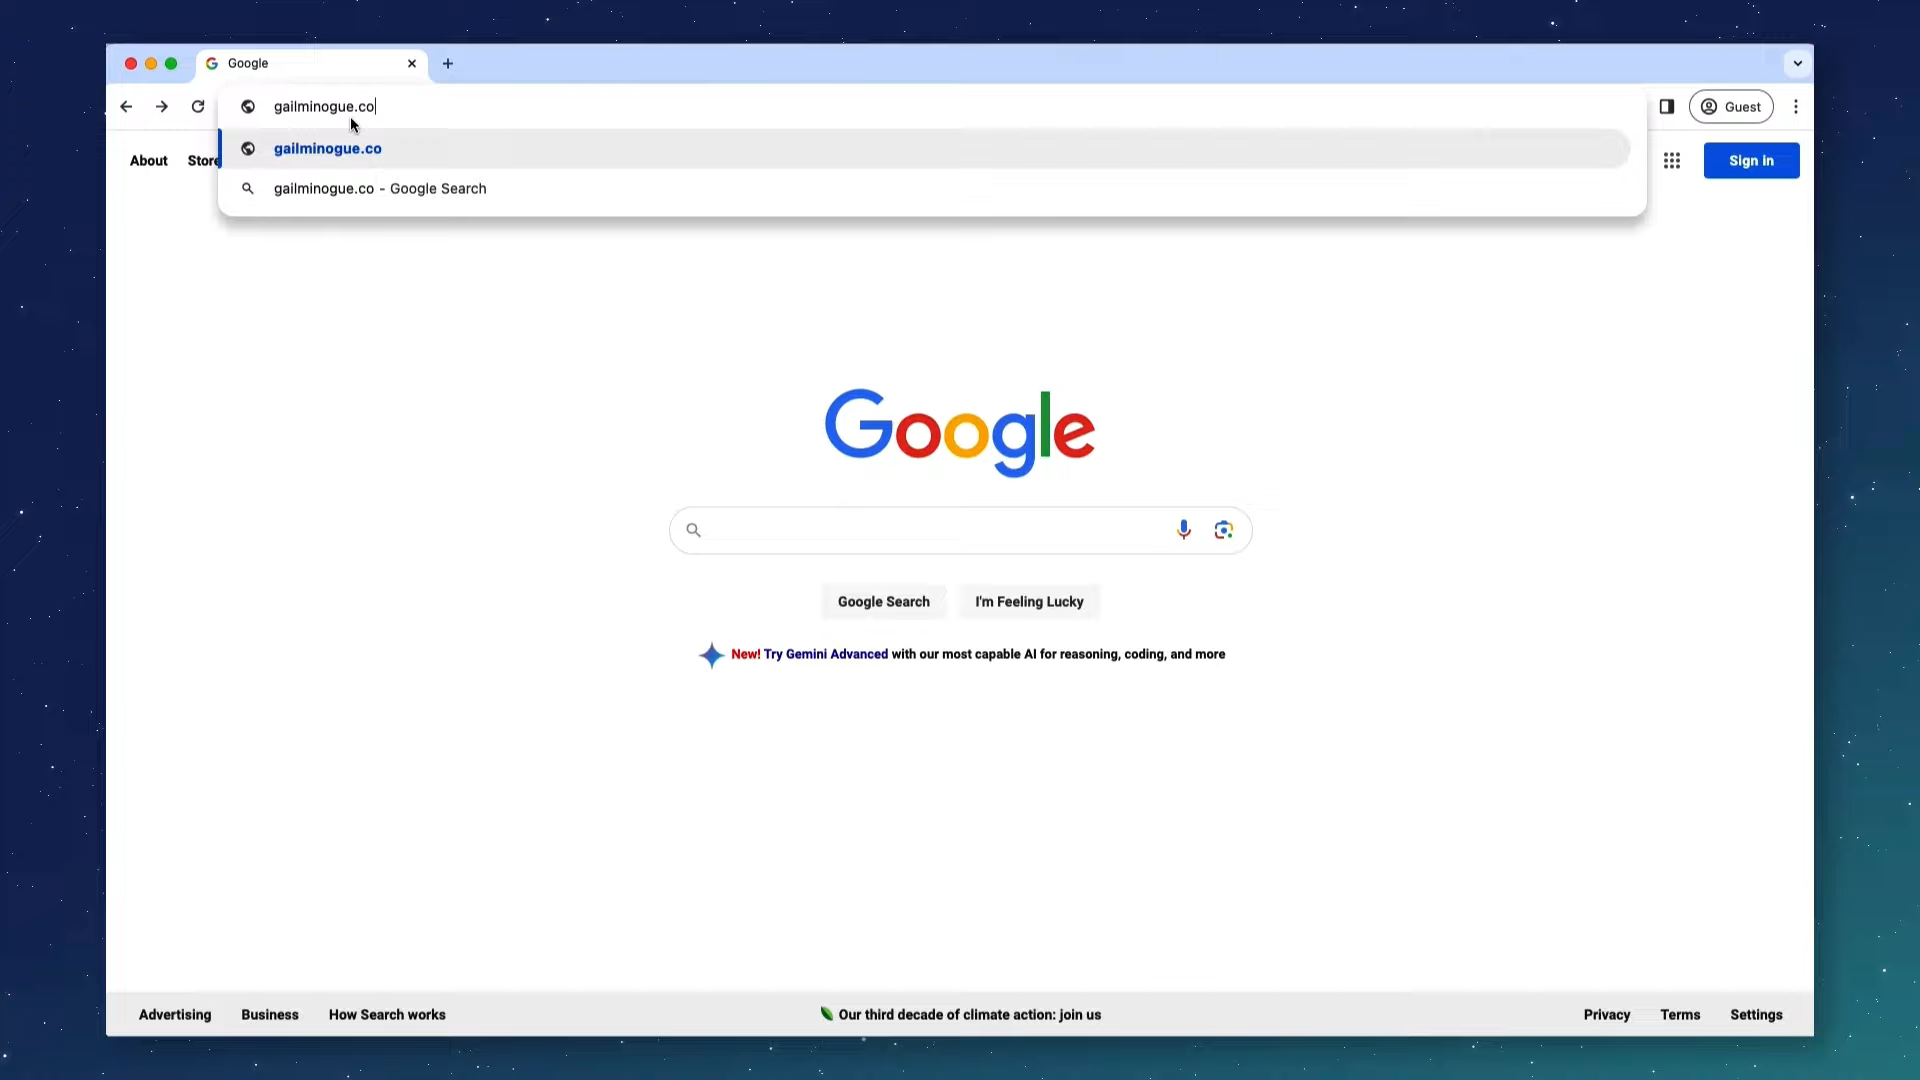 Google
gailminogue.co
Guest
gailminogue.co
gailminogue.co - Google Search
About Store
Sign in
Google
Google Search I'm Feeling Lucky
New! Try Gemini Advanced with our most capable AI for reasoning, coding, and more
Advertising Business How Search works
Our third decade of climate action: join us
Privacy Terms Settings